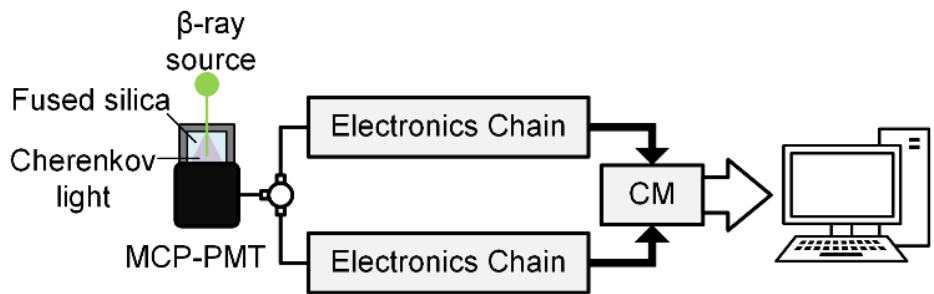 β-ray
source
Fused silica
Cherenkov
light
MCP-PMT
Electronics Chain
Electronics Chain
CM